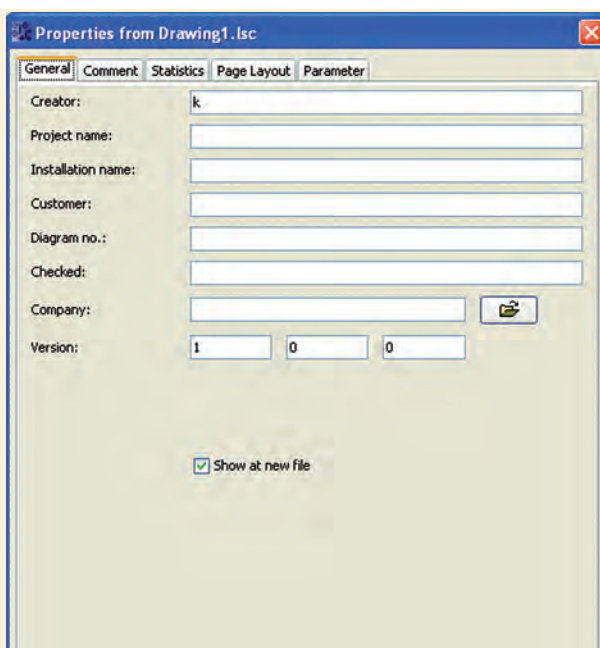 Properties from Drawing1.lsc
General Comment Statistics Page Layout Parameter
Creator: k
Project name:
Installation name:
Customer:
Diagram no.:
Checked:
Company:
Version: 1 0 0
Show at new file